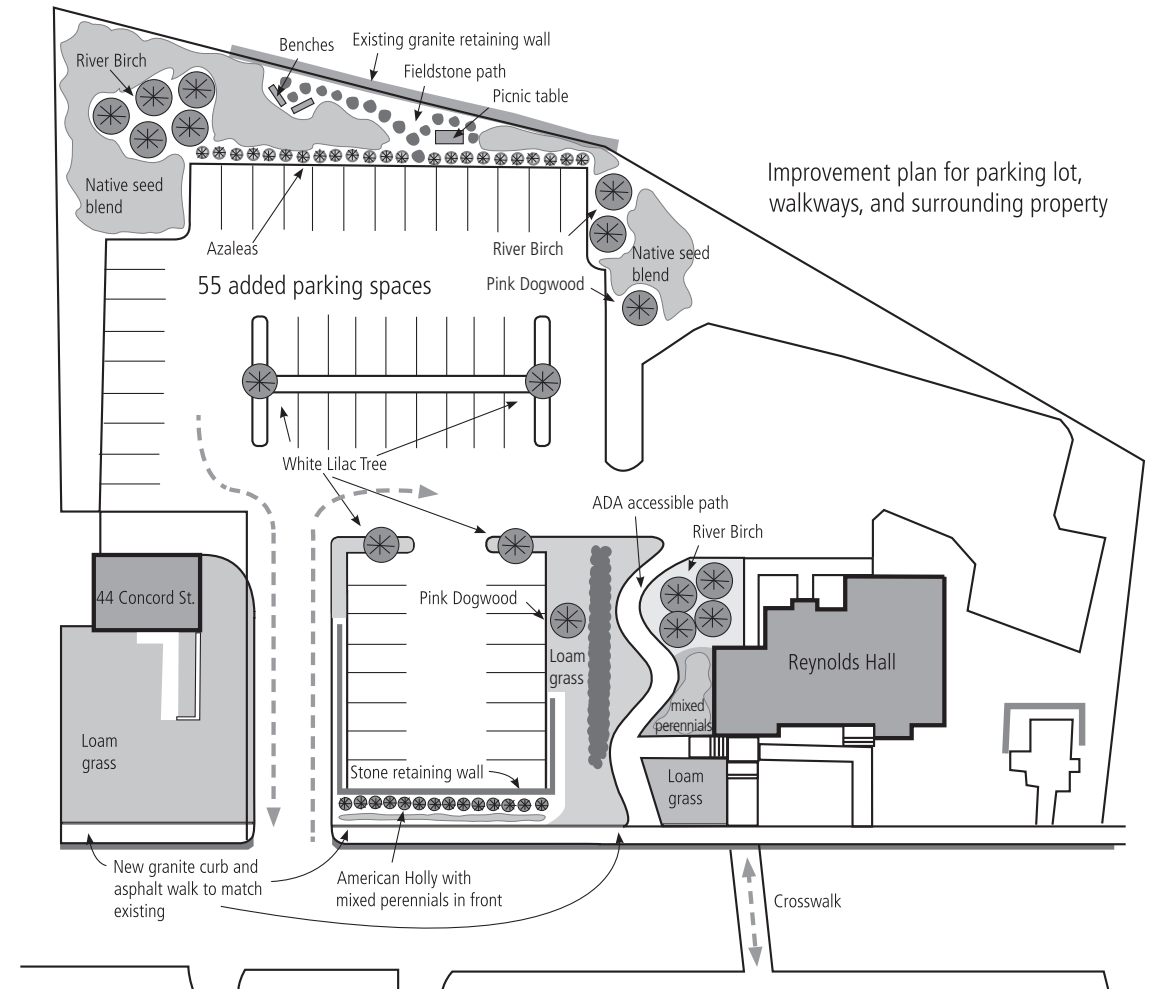 Benches
Existing granite retaining wall
River Birch
Fieldstone path
Picnic table
Improvement plan for parking lot,
walkways, and surrounding property
Native seed
blend
Azaleas
River Birch
Native seed
blend
Pink Dogwood
55 added parking spaces
White Lilac Tree
ADA accessible path
River Birch
44 Concord St.
Pink Dogwood
Loam
grass
Reynolds Hall
mixed
perennials
Loam
grass
Stone retaining wall
Loam
grass
New granite curb and
asphalt walk to match
existing
American Holly with
mixed perennials in front
Crosswalk